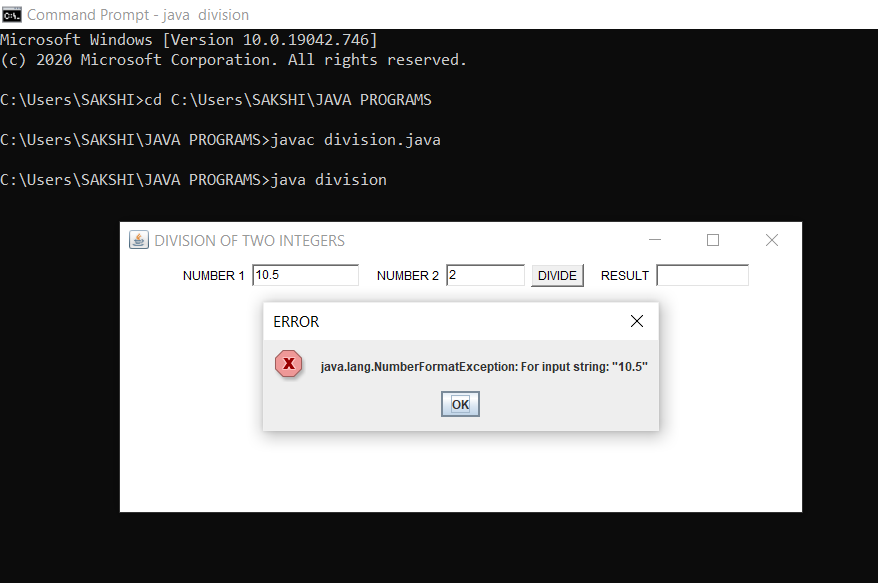 Command Prompt - java  division
Microsoft Windows [Version 10.0.19042.746]
(c) 2020 Microsoft Corporation. All rights reserved.
C:\Users\SAKSHI>cd C:\Users\SAKSHI\JAVA PROGRAMS
C:\Users\SAKSHI\JAVA PROGRAMS>javac division.java
C:\Users\SAKSHI\JAVA PROGRAMS>java division
DIVISION OF TWO INTEGERS
NUMBER 1 10.5 NUMBER 2 2 DIVIDE RESULT
ERROR
java.lang.NumberFormatException: For input string: "10.5"
OK